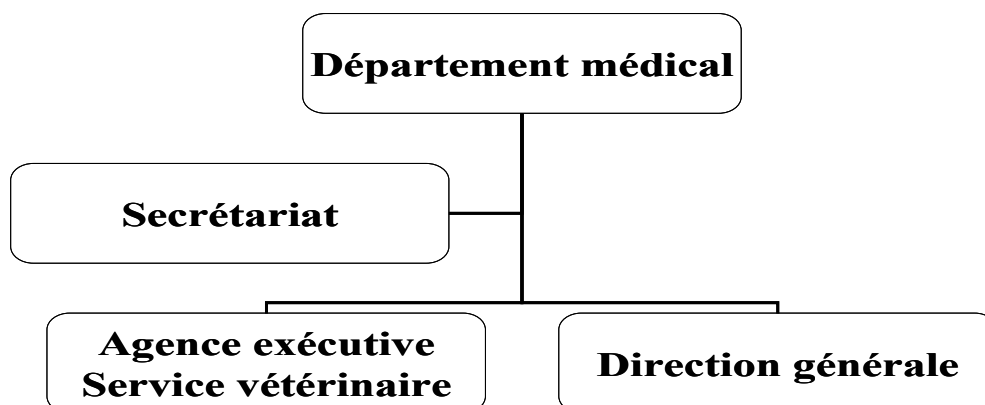 Département médical
Secrétariat
Agence exécutive
Service vétérinaire
Direction générale